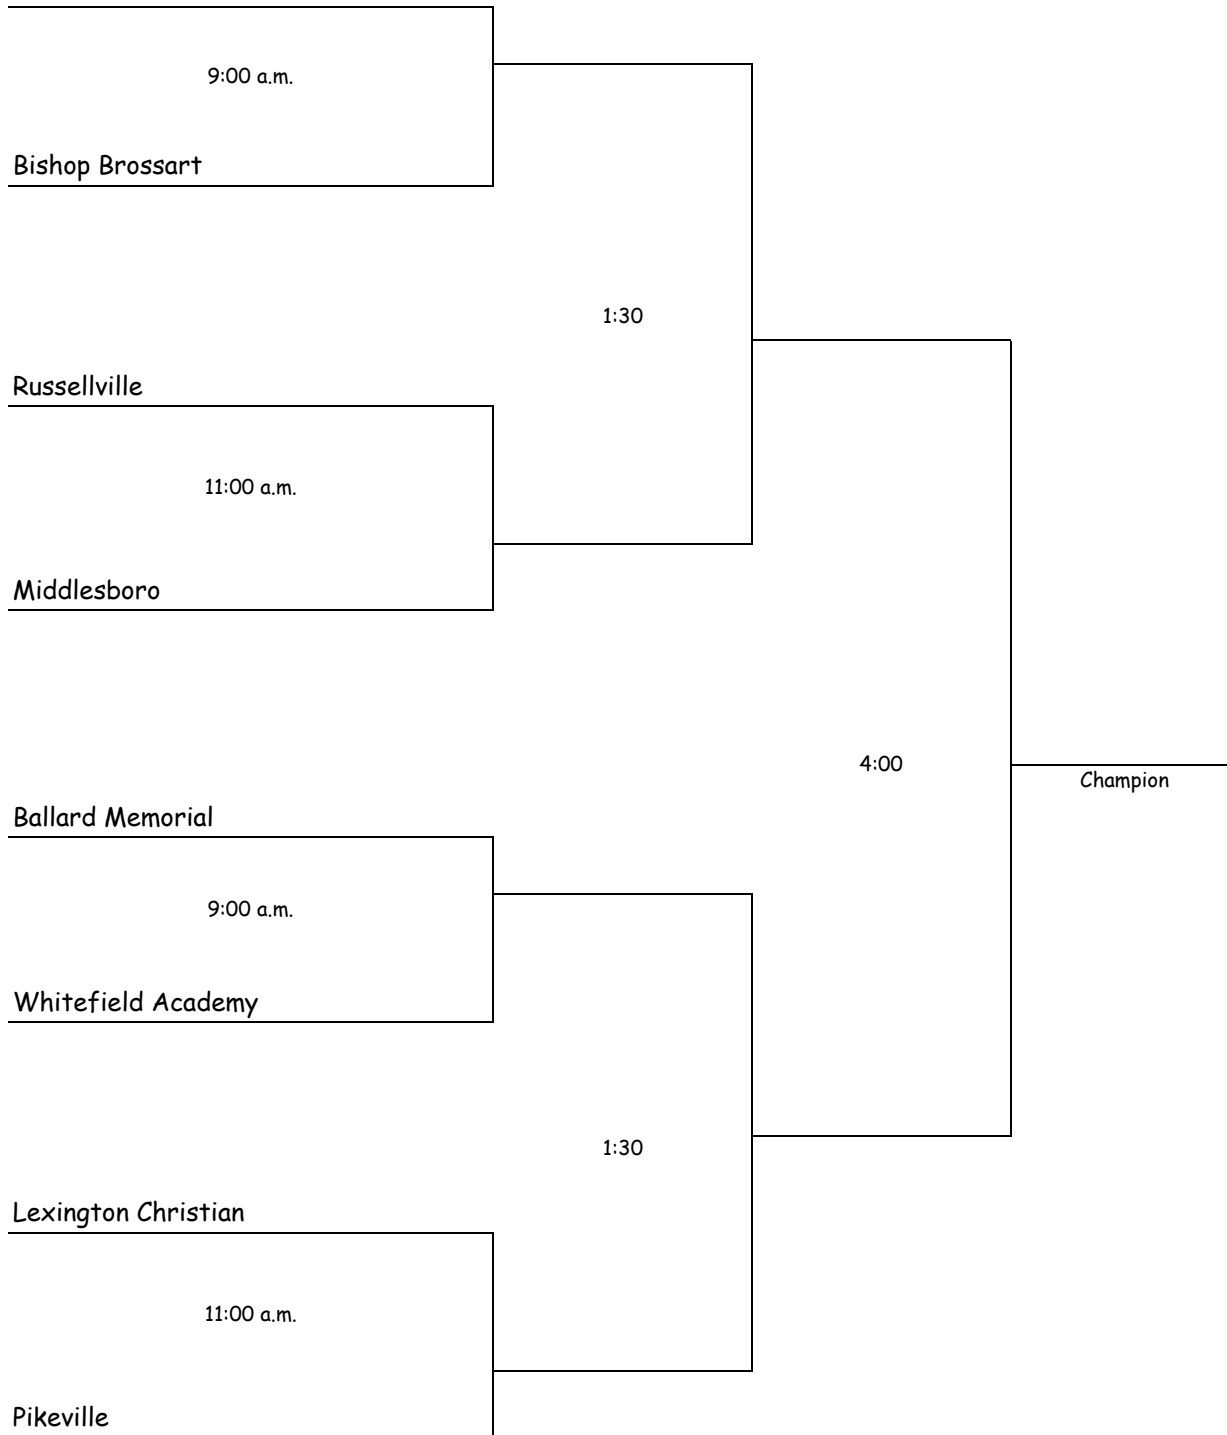 9:00 a.m.
Bishop Brossart
1:30
Russellville
11:00 a.m.
Middlesboro
4:00
Champion
Ballard Memorial
9:00 a.m.
Whitefield Academy
1:30
Lexington Christian
11:00 a.m.
Pikeville